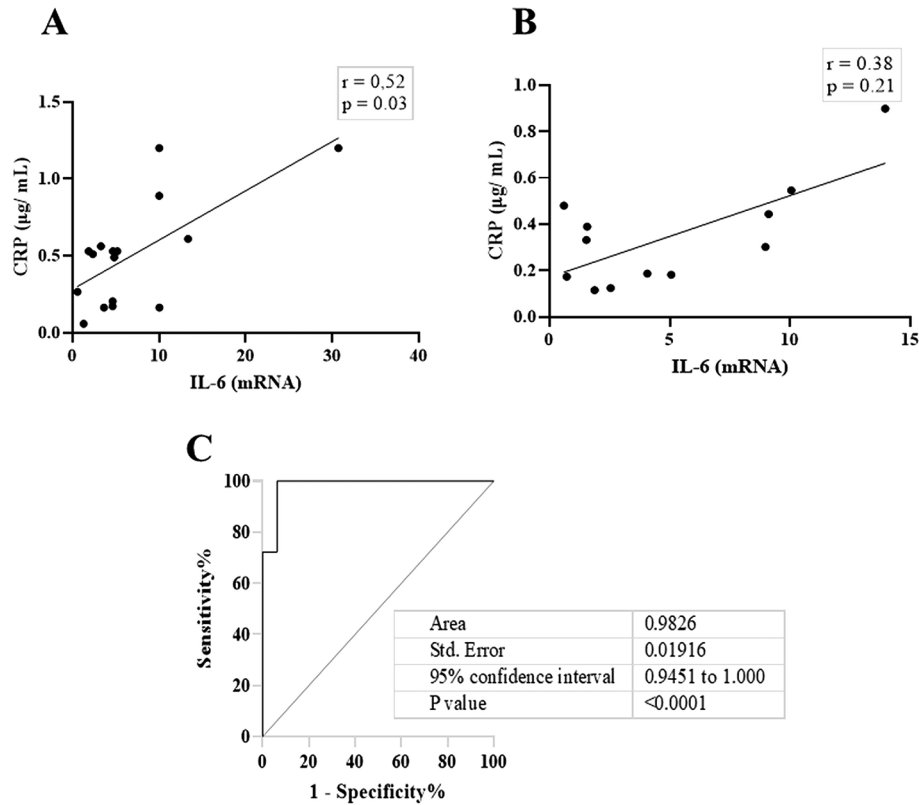 A
r = 0,52
p = 0.03
1.5
1.0
0.5
0.0
CRP (µg/ mL)
0 10 20 30 40
IL-6 (mRNA)
B
r = 0.38
p = 0.21
1.0
0.8
0.6
0.4
0.2
0.0
CRP (µg/ mL)
0 5 10 15
IL-6 (mRNA)
C
100
80
60
40
20
0
Sensitivity%
0 20 40 60 80 100
1 - Specificity%
Area 0.9826
Std. Error 0.01916
95% confidence interval 0.9451 to 1.000
P value <0.0001